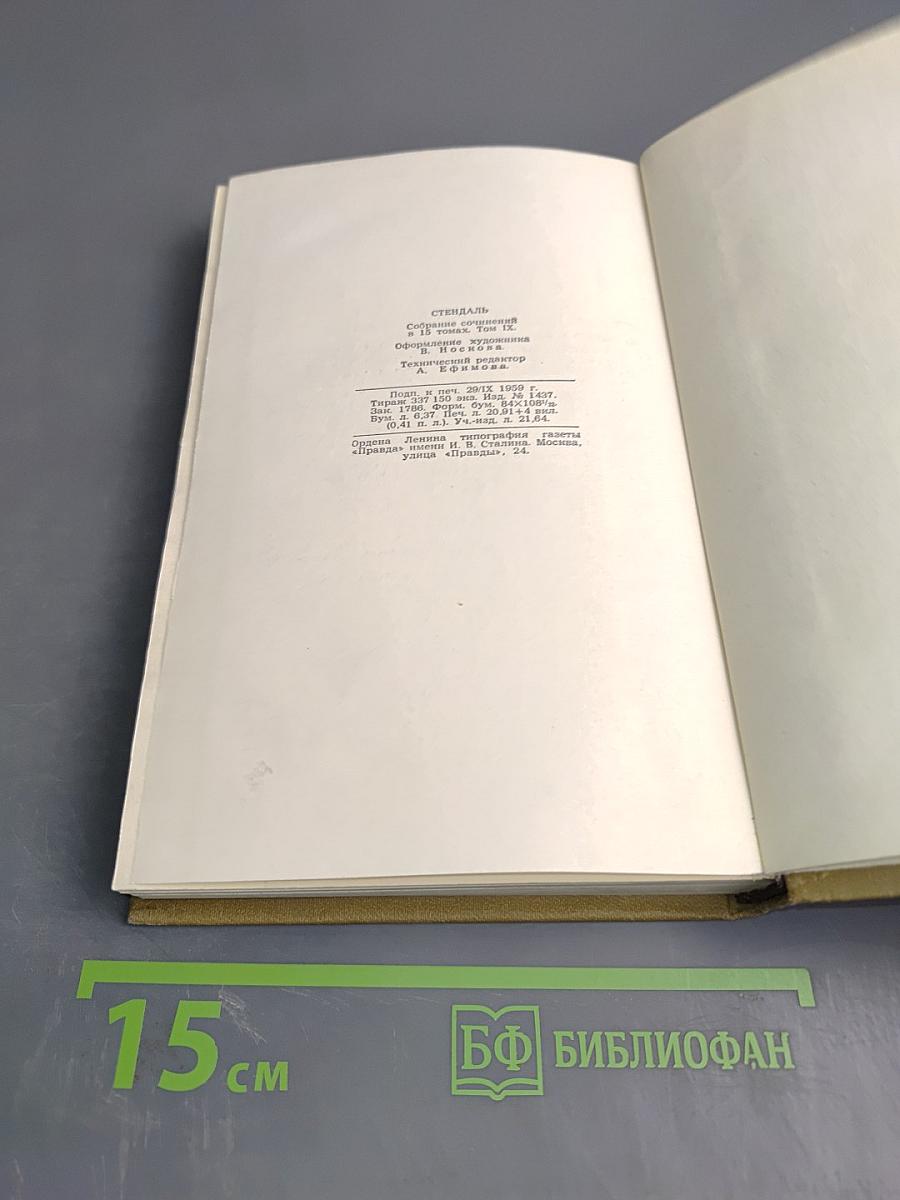 СТЕНДАЛЬ
Собрание сочинений
в 15 томах. Том IX.
Оформление художника
В. Носкова.
Технический редактор
А. Ефимова.
Подп. к печ. 29/IX 1959 г.
Тираж 337 150 экз. Изд. № 1437.
Зак. 1786. Форм. бум. 84×108¹/₃₂.
Бум. л. 6,37 Печ. л. 20,91+4 вкл.
(0,41 п. л.). Уч.-изд. л. 21,64.
Ордена Ленина типография газеты
«Правда» имени И. В. Сталина. Москва,
улица «Правды», 24.
15 см
БФ БИБЛИОФАН